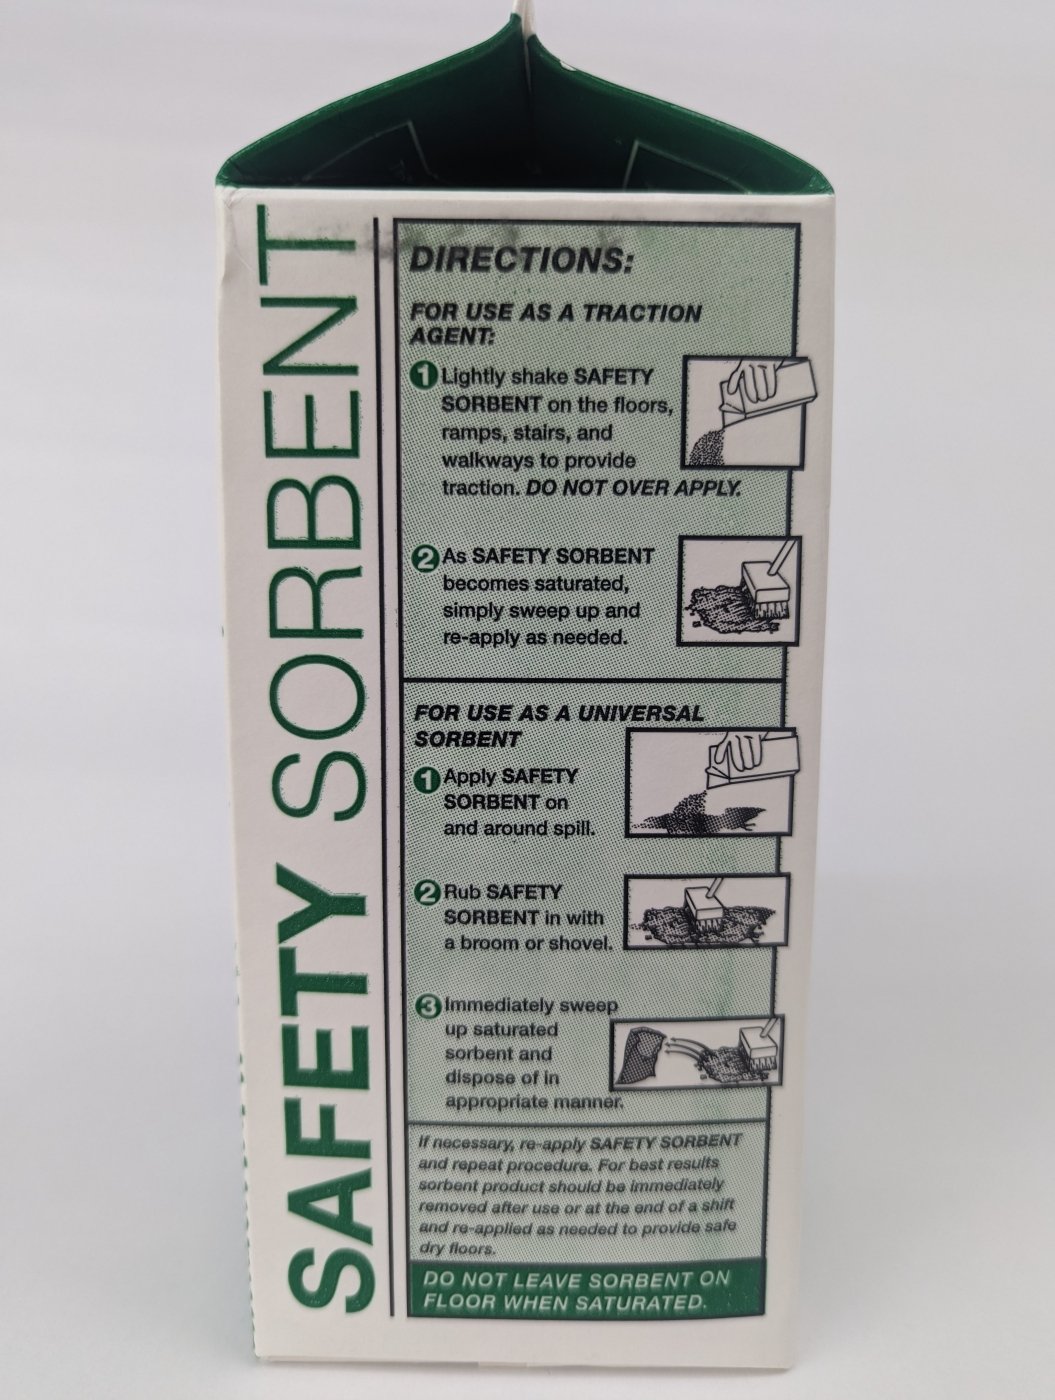 SAFETY SORBENT
DIRECTIONS:
FOR USE AS A TRACTION
AGENT:
1 Lightly shake SAFETY
SORBENT on the floors,
ramps, stairs, and
walkways to provide
traction. DO NOT OVER APPLY.
2 As SAFETY SORBENT
becomes saturated,
simply sweep up and
re-apply as needed.
FOR USE AS A UNIVERSAL
SORBENT
1 Apply SAFETY
SORBENT on
and around spill.
2 Rub SAFETY
SORBENT in with
a broom or shovel.
3 Immediately sweep
up saturated
sorbent and
dispose of in
appropriate manner.
If necessary, re-apply SAFETY SORBENT
and repeat procedure. For best results
sorbent product should be immediately
removed after use or at the end of a shift
and re-applied as needed to provide safe
dry floors.
DO NOT LEAVE SORBENT ON
FLOOR WHEN SATURATED.